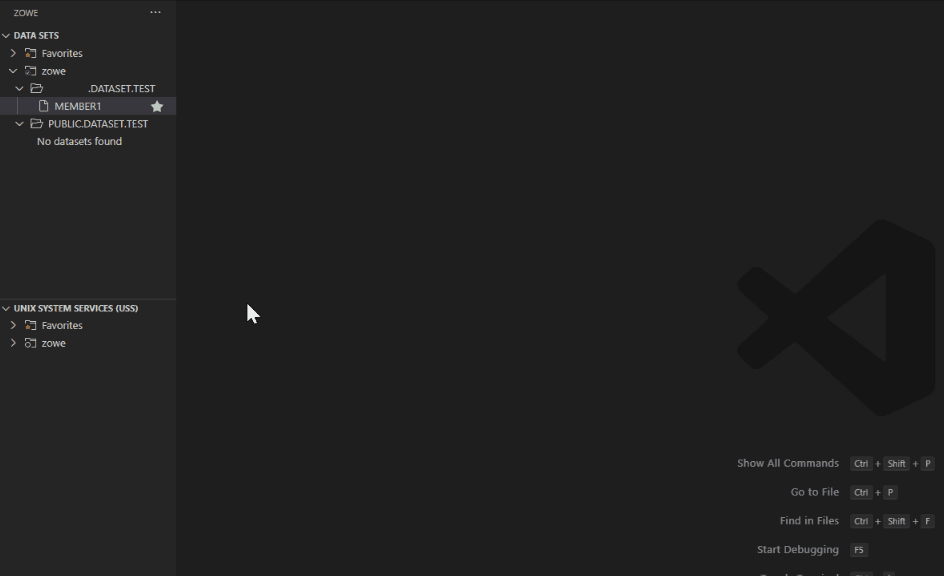 ZOWE
DATA SETS
Favorites
zowe
.DATASET.TEST
MEMBER1
PUBLIC.DATASET.TEST
No datasets found
UNIX SYSTEM SERVICES (USS)
Favorites
zowe
Show All Commands Ctrl + Shift + P
Go to File Ctrl + P
Find in Files Ctrl + Shift + F
Start Debugging F5